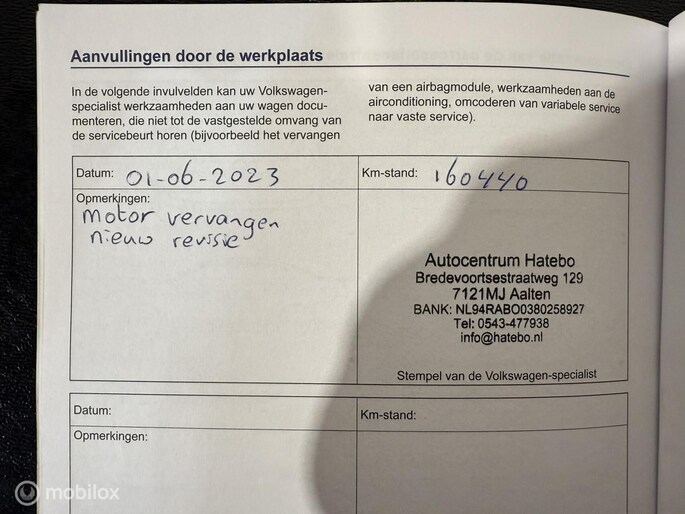 Aanvullingen door de werkplaats
In de volgende invulvelden kan uw Volkswagen-
specialist werkzaamheden aan uw wagen docu-
menteren, die niet tot de vastgestelde omvang van
de servicebeurt horen (bijvoorbeeld het vervangen
van een airbagmodule, werkzaamheden aan de
airconditioning, omcoderen van variabele service
naar vaste service).
Datum: 01-06-2023
Km-stand: 160440
Opmerkingen:
motor vervangen
nieuw revssie
Autocentrum Hatebo
Bredevoortsestraatweg 129
7121MJ Aalten
BANK: NL94RABO0380258927
Tel: 0543-477938
info@hatebo.nl
Stempel van de Volkswagen-specialist
Datum:
Km-stand:
Opmerkingen:
mobilox